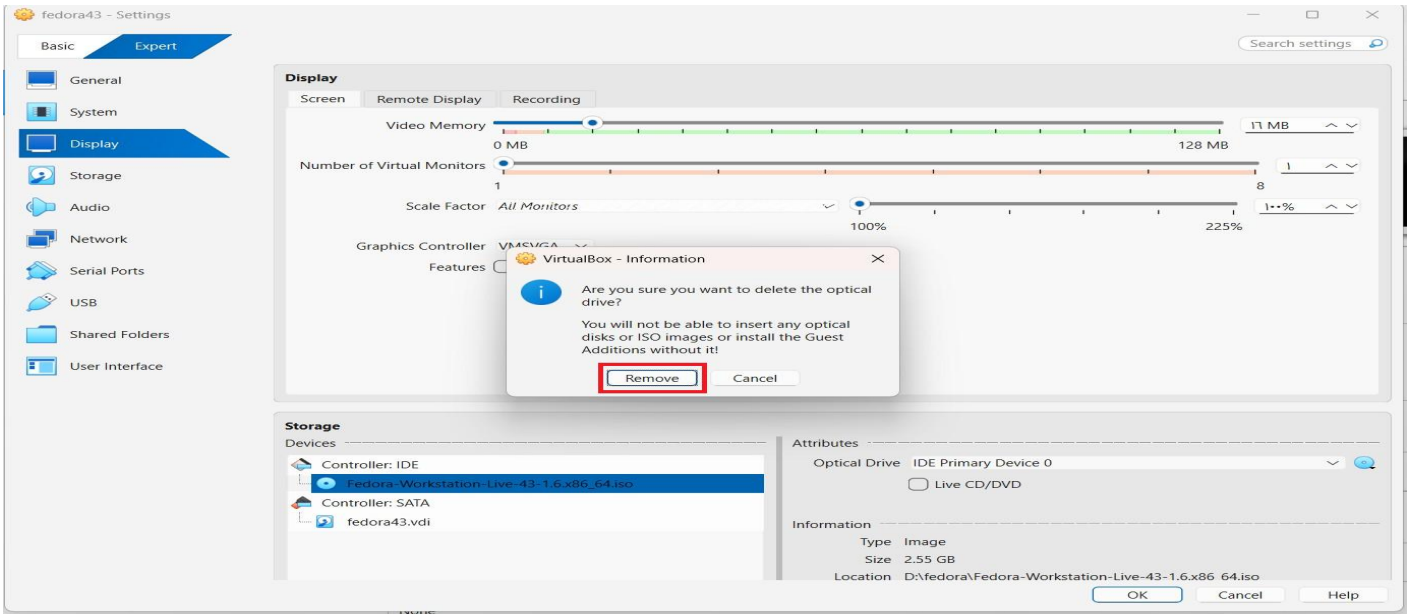 fedora43 - Settings
Basic Expert
Search settings
General
System
Display
Storage
Audio
Network
Serial Ports
USB
Shared Folders
User Interface
Display
Screen Remote Display Recording
Video Memory ١٦ MB
0 MB 128 MB
Number of Virtual Monitors ١
1 8
Scale Factor All Monitors ١٠٠%
100% 225%
Graphics Controller VMSVGA
Features
VirtualBox - Information
Are you sure you want to delete the optical
drive?
You will not be able to insert any optical
disks or ISO images or install the Guest
Additions without it!
Remove Cancel
Storage
Devices
Controller: IDE
Fedora-Workstation-Live-43-1.6.x86_64.iso
Controller: SATA
fedora43.vdi
Attributes
Optical Drive IDE Primary Device 0
Live CD/DVD
Information
Type Image
Size 2.55 GB
Location D:\fedora\Fedora-Workstation-Live-43-1.6.x86_64.iso
OK Cancel Help